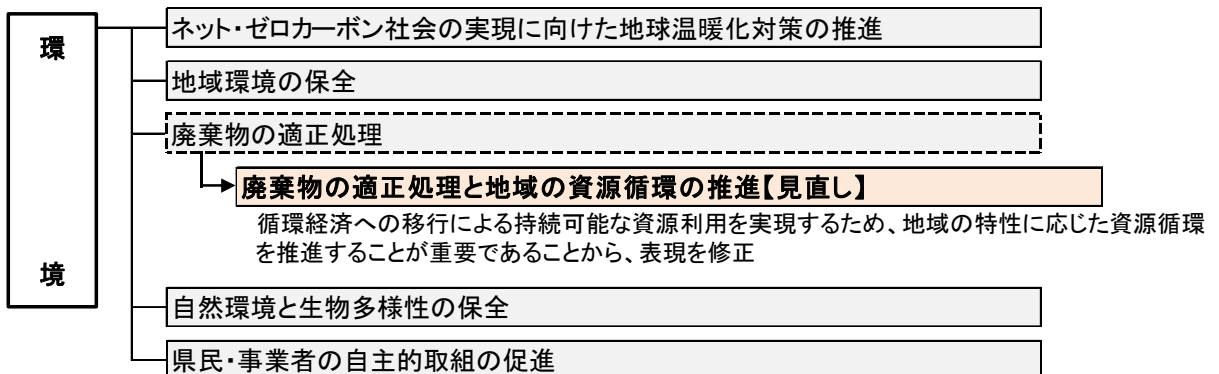 環境
ネット・ゼロカーボン社会の実現に向けた地球温暖化対策の推進
地域環境の保全
廃棄物の適正処理
廃棄物の適正処理と地域の資源循環の推進【見直し】
循環経済への移行による持続可能な資源利用を実現するため、地域の特性に応じた資源循環
を推進することが重要であることから、表現を修正
自然環境と生物多様性の保全
県民・事業者の自主的取組の促進